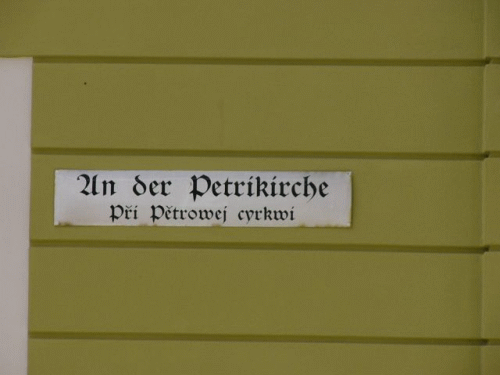 An der Petrikirche
Při Pětrowej cyrkwi